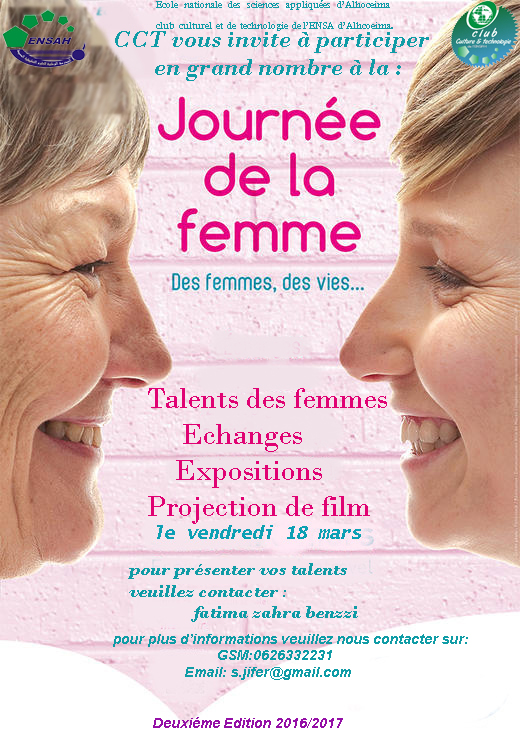 Ecole nationale des sciences appliquées d'Alhoceima
club culturel et de technologie de l'ENSA d'Alhoceima
ENSAH
club
Culture & Technologie
CCT vous invite à participer
en grand nombre à la :
Journée
de la
femme
Des femmes, des vies...
Talents des femmes
Echanges
Expositions
Projection de film
le vendredi 18 mars
pour présenter vos talents
veuillez contacter :
fatima zahra benzzi
pour plus d'informations veuillez nous contacter sur:
GSM:0626332231
Email: s.jifer@gmail.com
Deuxiéme Edition 2016/2017